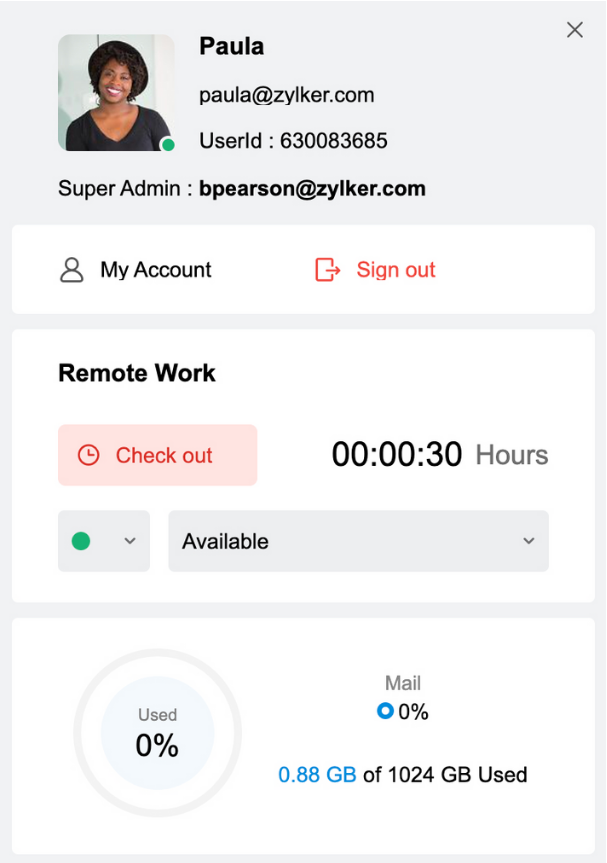 Paula
paula@zylker.com
UserId : 630083685
Super Admin : bpearson@zylker.com
My Account
Sign out
Remote Work
Check out
00:00:30 Hours
Available
Used
0%
Mail
0%
0.88 GB of 1024 GB Used